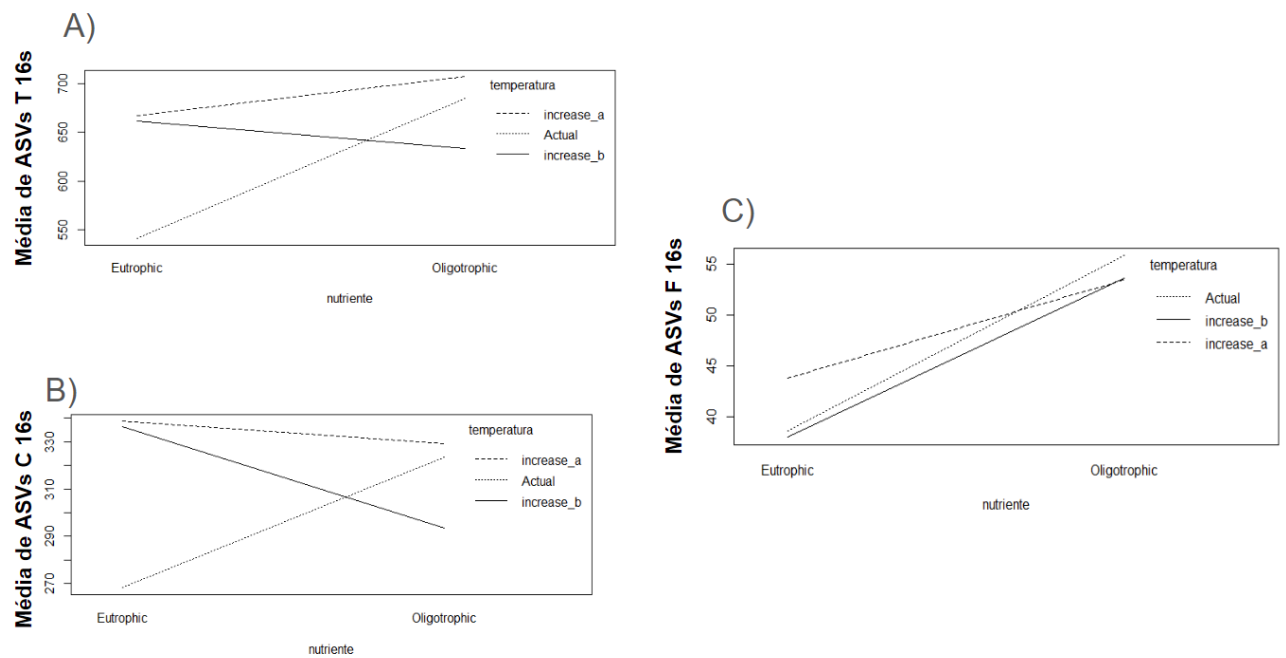 A)
Média de ASVs T 16s
700
650
600
550
temperatura
increase_a
Actual
increase_b
Eutrophic
Oligotrophic
nutriente
B)
Média de ASVs C 16s
330
310
290
270
temperatura
increase_a
Actual
increase_b
Eutrophic
Oligotrophic
nutriente
C)
Média de ASVs F 16s
55
50
45
40
temperatura
Actual
increase_b
increase_a
Eutrophic
Oligotrophic
nutriente